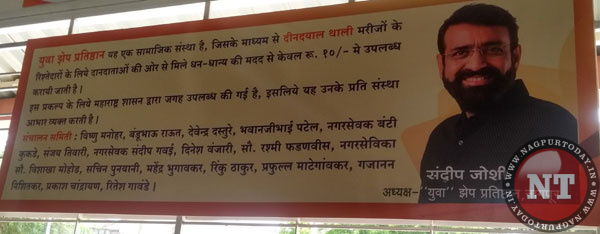 युवा झेप प्रतिष्ठान यह एक सामाजिक संस्था है, जिसके माध्यम से दीनदयाल थाली मरीजों के
रिश्तेदारों के लिये दानदाताओं की ओर से मिले धन-धान्य की मदद से केवल रू. १०/- मे उपलब्ध
करायी जाती है।
इस प्रकल्प के लिये महाराष्ट्र शासन द्वारा जगह उपलब्ध की गई है, इसलिये यह उनके प्रति संस्था
आभार व्यक्त करती है।
संचालन समिती : विष्णु मनोहर, बंडूभाऊ राऊत, देवेन्द्र दस्तुरे, भवानजीभाई पटेल, नगरसेवक बंटी
कुकडे, संजय तिवारी, नगरसेवक संदीप गवई, दिनेश बंजारी, सौ. रश्मी फडणवीस, नगरसेविका
सौ. विशाखा मोहोड, सचिन पुनयानी, महेंद्र भुगावकर, रिंकु ठाकुर, प्रफुल्ल माटेगांवकर, गजानन
निशितकर, प्रकाश चांद्रायण, रितेश गावंडे।
संदीप जोशी
अध्यक्ष-"युवा" झेप प्रतिष्ठान
NT
WWW.NAGPURTODAY.IN